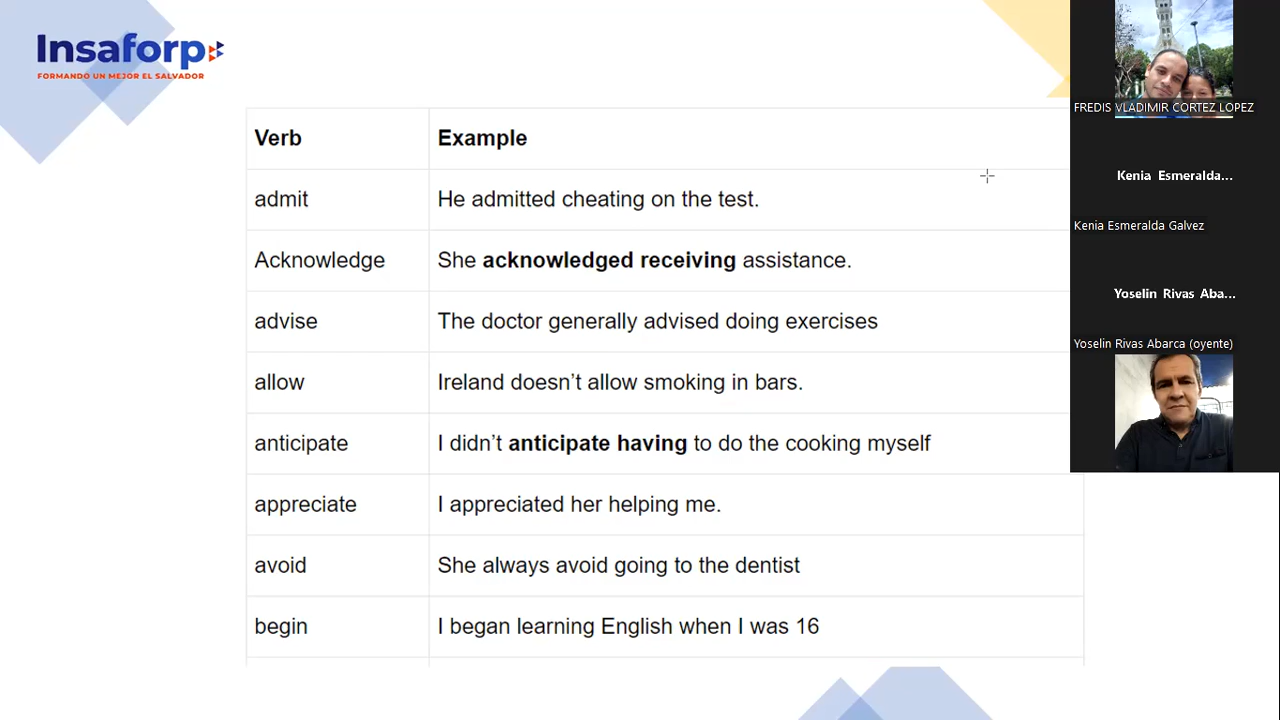 Insaforp
FORMANDO UN MEJOR EL SALVADOR
Verb Example
admit He admitted cheating on the test.
Acknowledge She acknowledged receiving assistance.
advise The doctor generally advised doing exercises
allow Ireland doesn’t allow smoking in bars.
anticipate I didn’t anticipate having to do the cooking myself
appreciate I appreciated her helping me.
avoid She always avoid going to the dentist
begin I began learning English when I was 16
FREDIS VLADIMIR CORTEZ LOPEZ
Kenia Esmeralda...
Kenia Esmeralda Galvez
Yoselin Rivas Aba...
Yoselin Rivas Abarca (oyente)